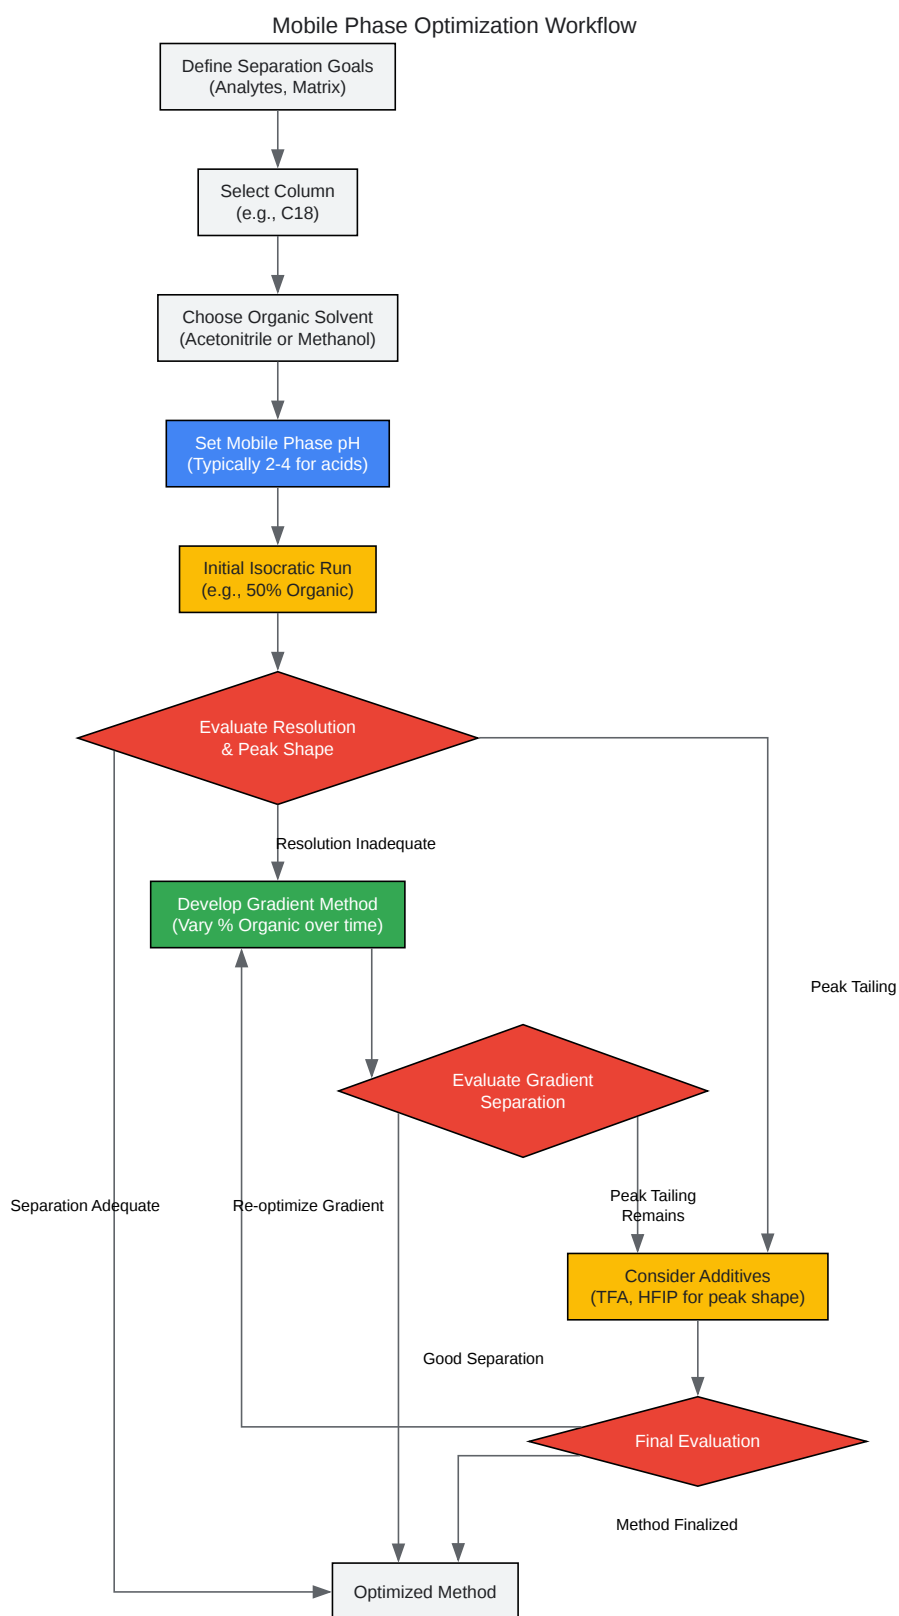 Mobile Phase Optimization Workflow
Define Separation Goals
(Analytes, Matrix)
Select Column
(e.g., C18)
Choose Organic Solvent
(Acetonitrile or Methanol)
Set Mobile Phase pH
(Typically 2-4 for acids)
Initial Isocratic Run
(e.g., 50% Organic)
Evaluate Resolution
& Peak Shape
Resolution Inadequate
Develop Gradient Method
(Vary % Organic over time)
Peak Tailing
Evaluate Gradient
Separation
Separation Adequate
Re-optimize Gradient
Peak Tailing
Remains
Consider Additives
(TFA, HFIP for peak shape)
Good Separation
Final Evaluation
Method Finalized
Optimized Method